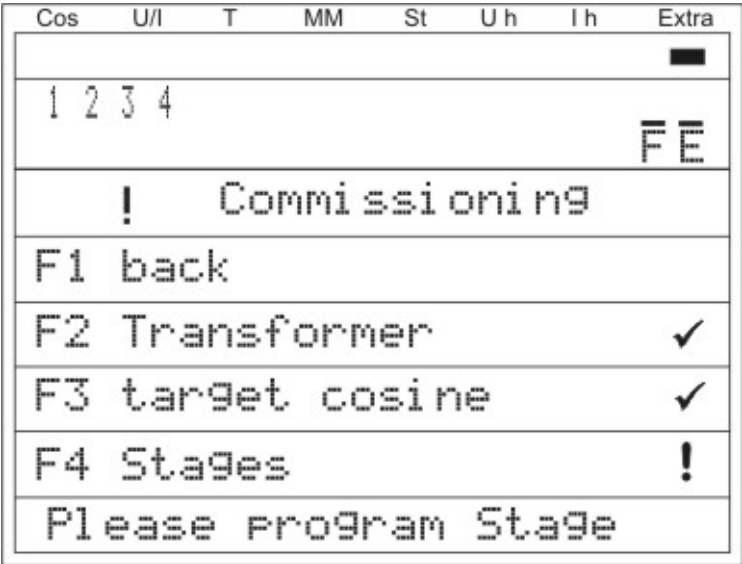 Cos U/I T MM St U h I h Extra
1 2 3 4
F E
! Commissioning
F1 back
F2 Transformer ✓
F3 target cosine ✓
F4 Stages !
Please program Stage